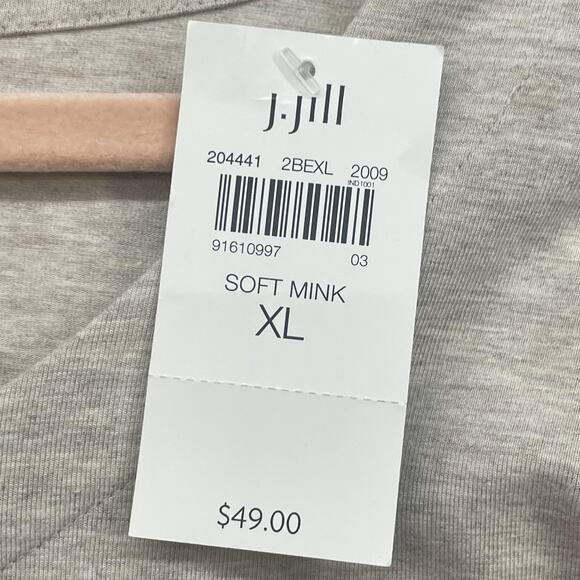 J.Jill
204441 2BEXL 2009
IND1001
91610997 03
SOFT MINK
XL
$49.00